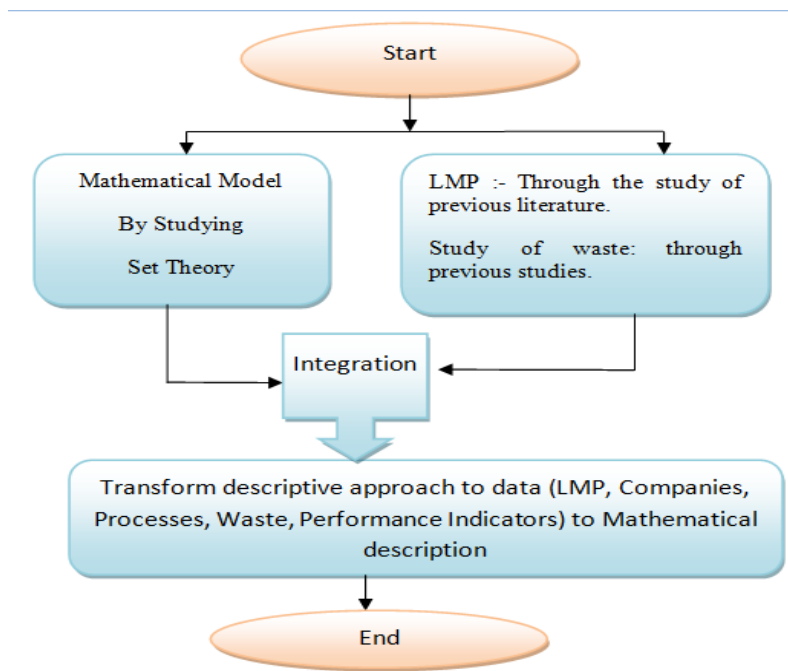 Start
Mathematical Model
By Studying
Set Theory
LMP :- Through the study of
previous literature.
Study of waste: through
previous studies.
Integration
Transform descriptive approach to data (LMP, Companies,
Processes, Waste, Performance Indicators) to Mathematical
description
End